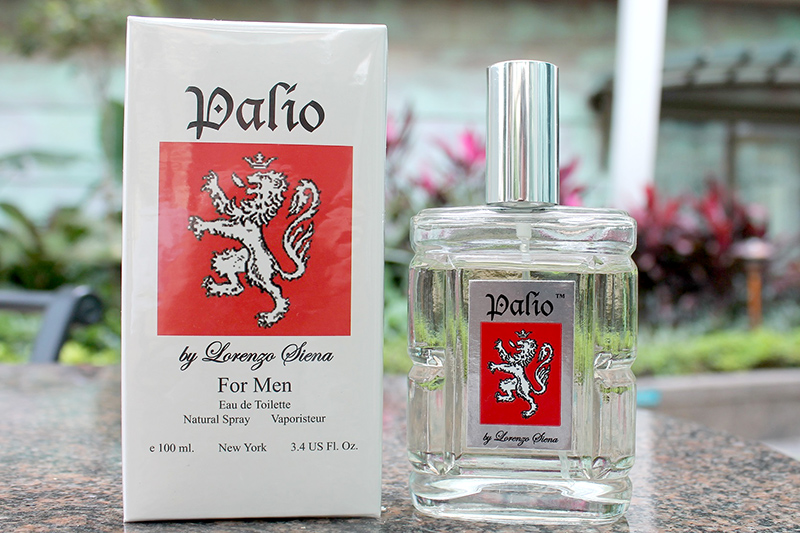 Palio
by Lorenzo Siena
For Men
Eau de Toilette
Natural Spray Vaporisteur
e 100 ml. New York 3.4 US Fl. Oz.
Palio™
by Lorenzo Siena